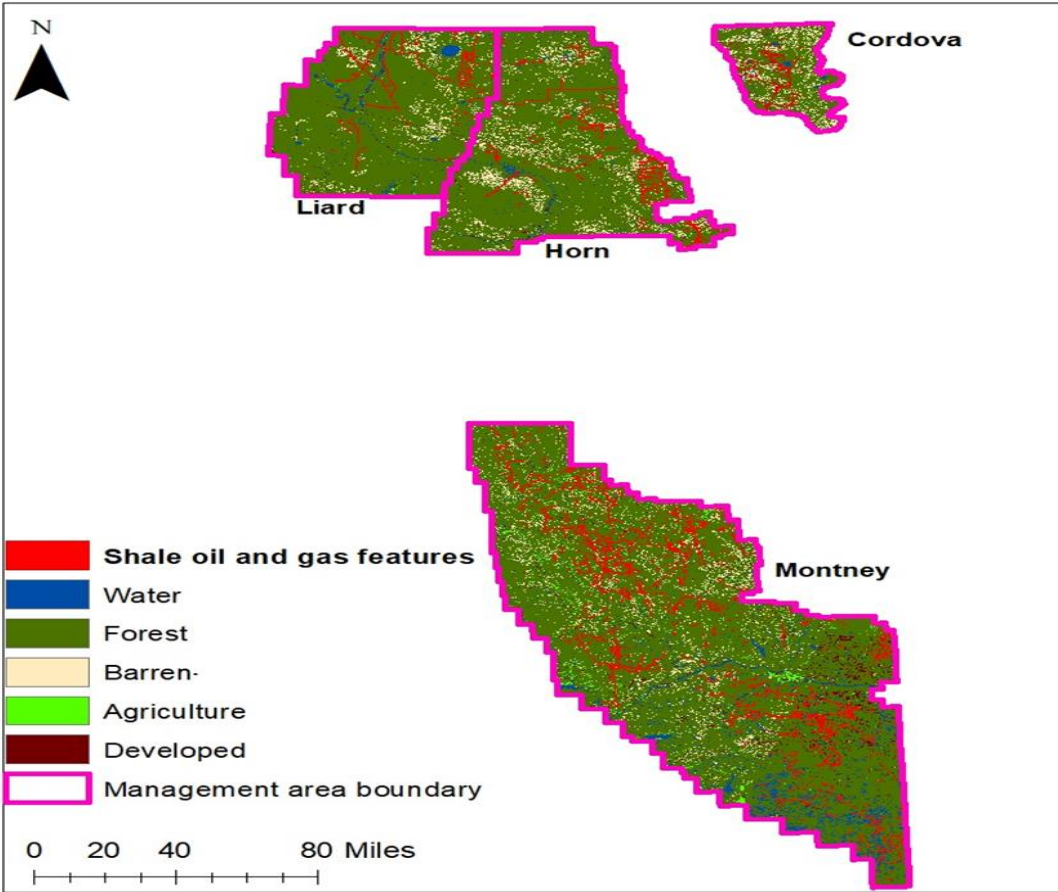 N
Cordova
Liard
Horn
Shale oil and gas features
Water
Forest
Barren-
Agriculture
Developed
Management area boundary
Montney
0 20 40 80 Miles